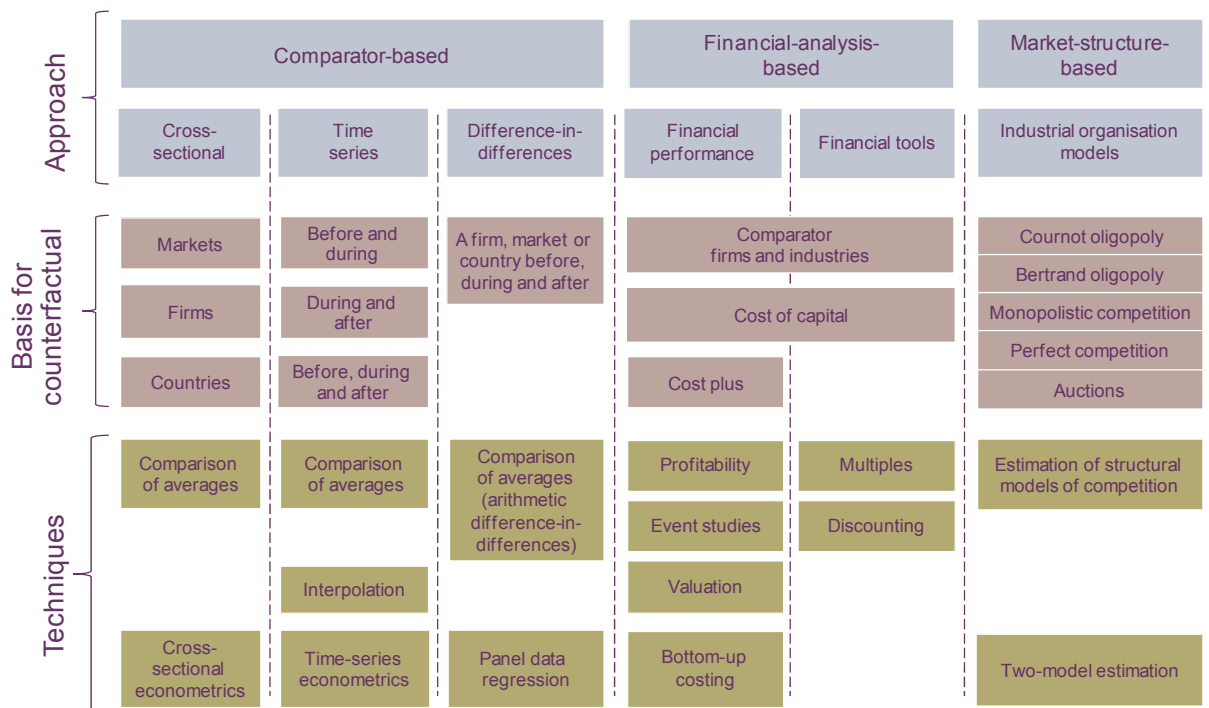 Approach
Comparator-based
Financial-analysis-
based
Market-structure-
based
Cross-
sectional
Time
series
Difference-in-
differences
Financial
performance
Financial tools
Industrial organisation
models
Basis for
counterfactual
Markets
Before and
during
A firm, market or
country before,
during and after
Comparator
firms and industries
Cournot oligopoly
Bertrand oligopoly
Firms
During and
after
Cost of capital
Monopolistic competition
Perfect competition
Countries
Before, during
and after
Cost plus
Auctions
Techniques
Comparison
of averages
Comparison
of averages
Comparison
of averages
(arithmetic
difference-in-
differences)
Profitability
Multiples
Estimation of structural
models of competition
Event studies
Discounting
Interpolation
Valuation
Cross-
sectional
econometrics
Time-series
econometrics
Panel data
regression
Bottom-up
costing
Two-model estimation